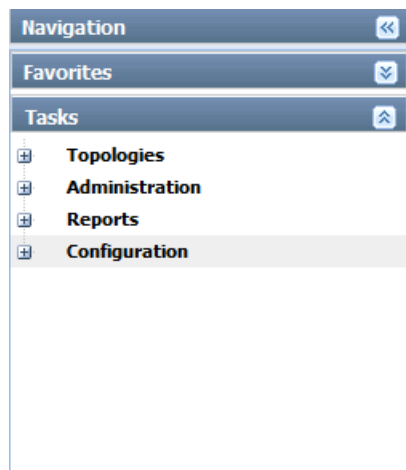 Navigation
Favorites
Tasks
Topologies
Administration
Reports
Configuration